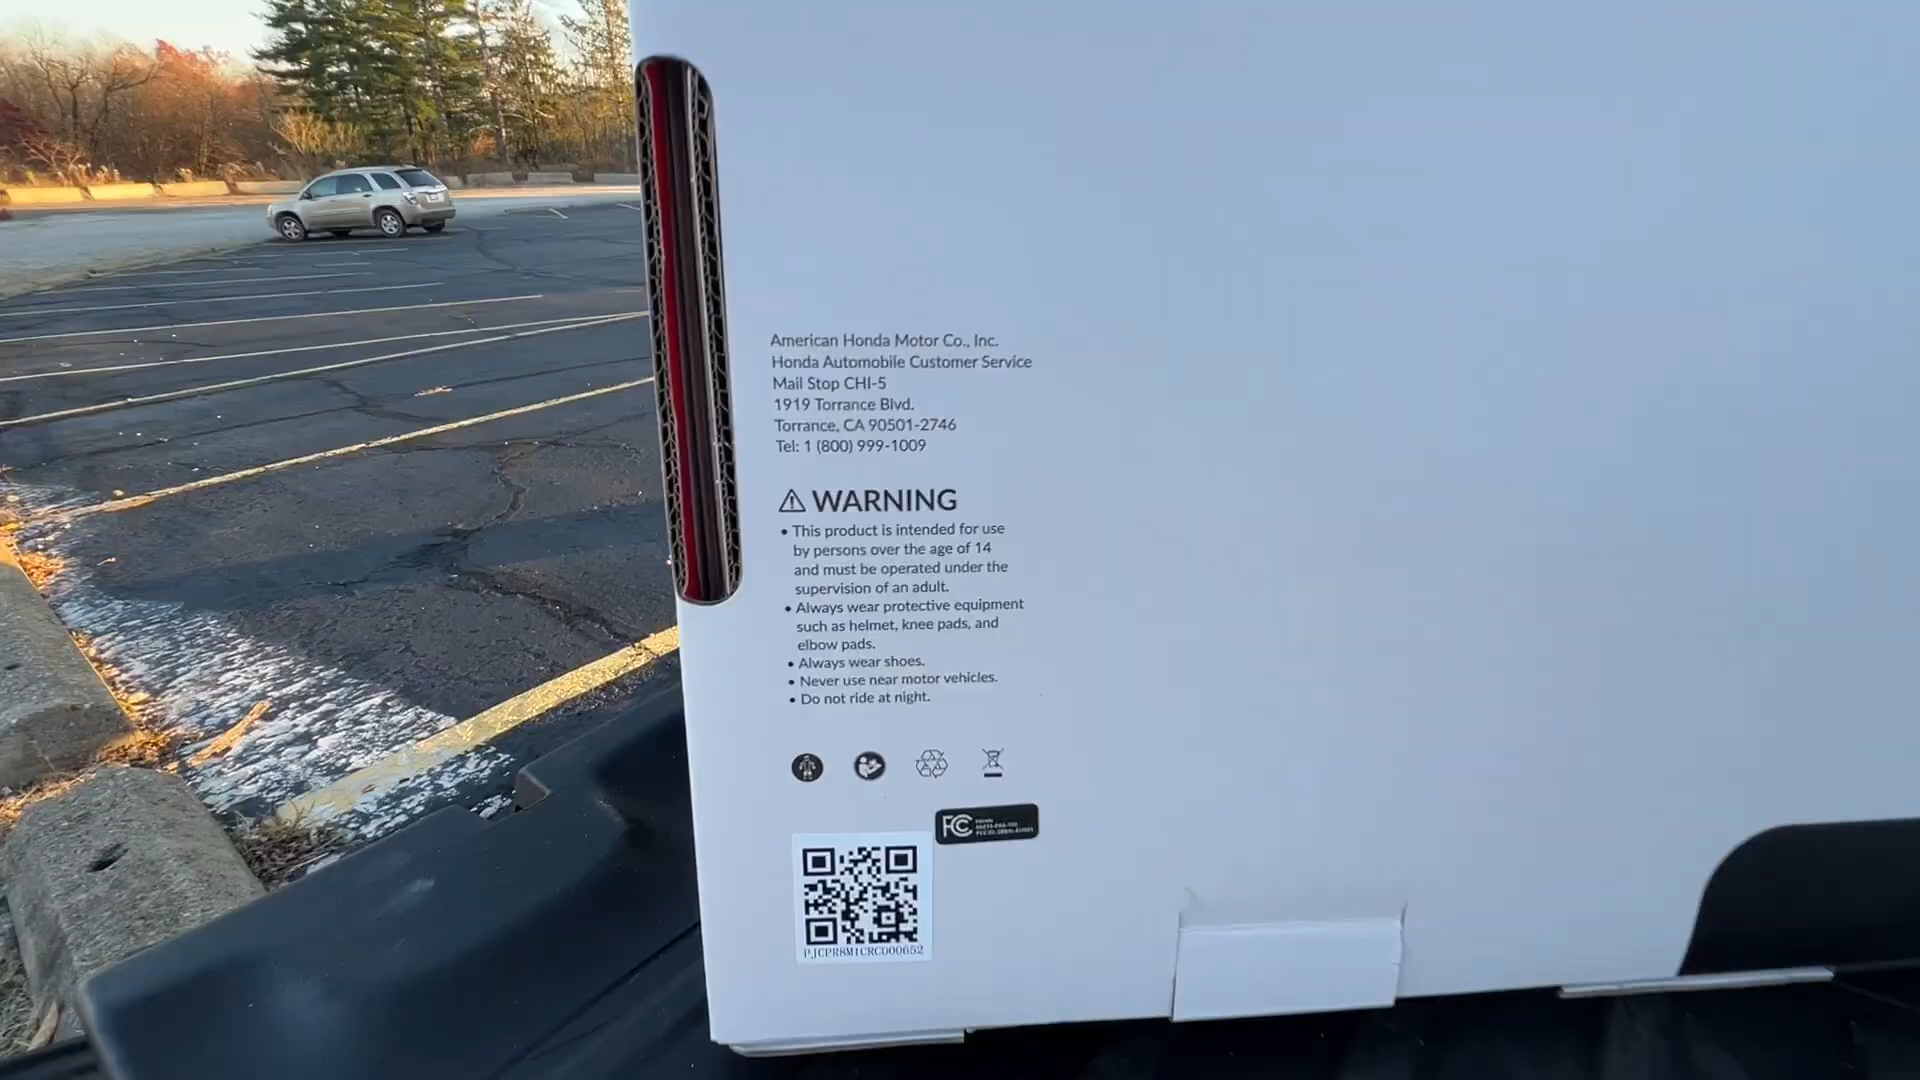 American Honda Motor Co., Inc.
Honda Automobile Customer Service
Mail Stop CHI-5
1919 Torrance Blvd.
Torrance, CA 90501-2746
Tel: 1 (800) 999-1009
WARNING
• This product is intended for use
by persons over the age of 14
and must be operated under the
supervision of an adult.
• Always wear protective equipment
such as helmet, knee pads, and
elbow pads.
• Always wear shoes.
• Never use near motor vehicles.
• Do not ride at night.
FC
PJCPR8M1CRC000652